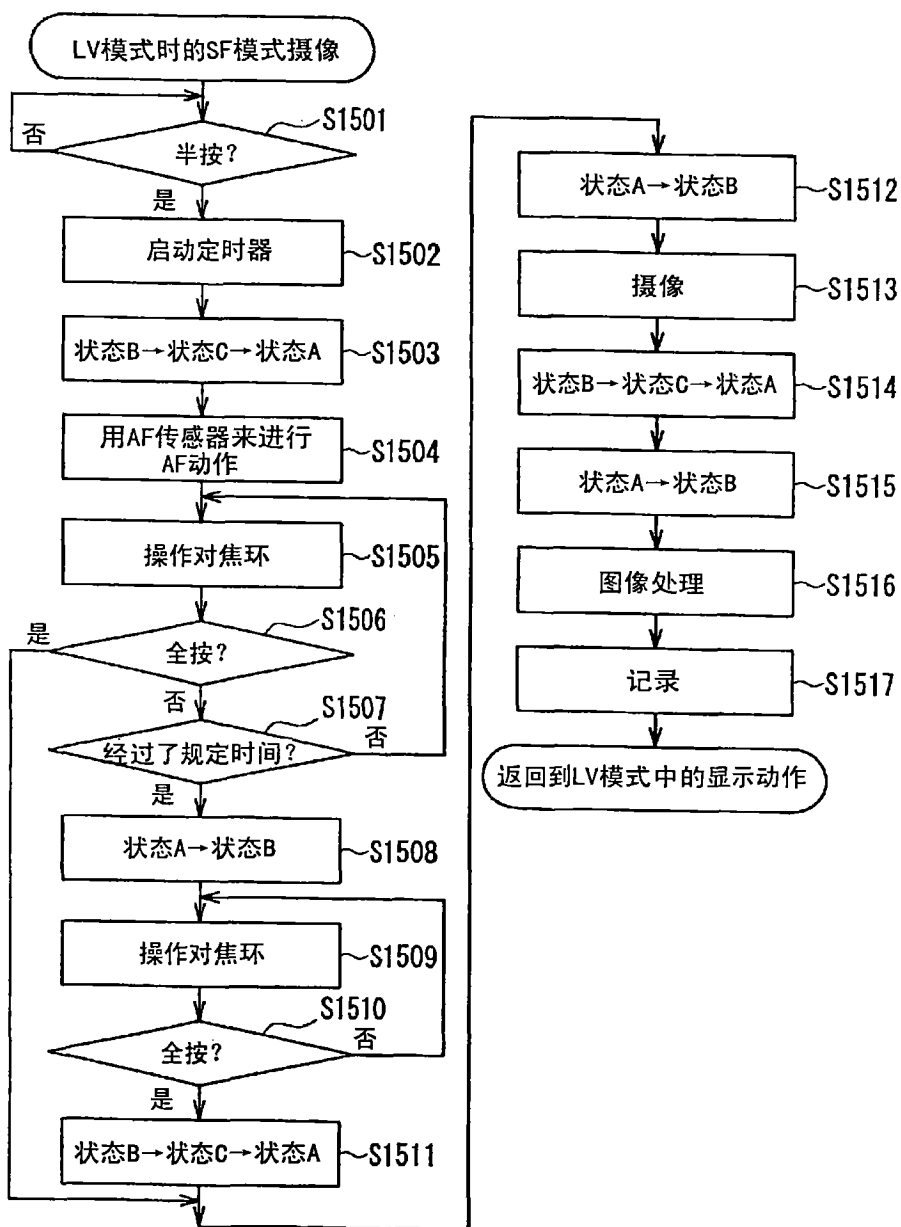 LV模式时的SF模式摄像
S1501
否
半按?
是
启动定时器
S1502
状态B→状态C→状态A
S1503
用AF传感器来进行
AF动作
S1504
操作对焦环
S1505
S1506
是
全按?
否
S1507
经过了规定时间?
否
是
状态A→状态B
S1508
操作对焦环
S1509
S1510
否
全按?
是
状态B→状态C→状态A
S1511
状态A→状态B
S1512
摄像
S1513
状态B→状态C→状态A
S1514
状态A→状态B
S1515
图像处理
S1516
记录
S1517
返回到LV模式中的显示动作